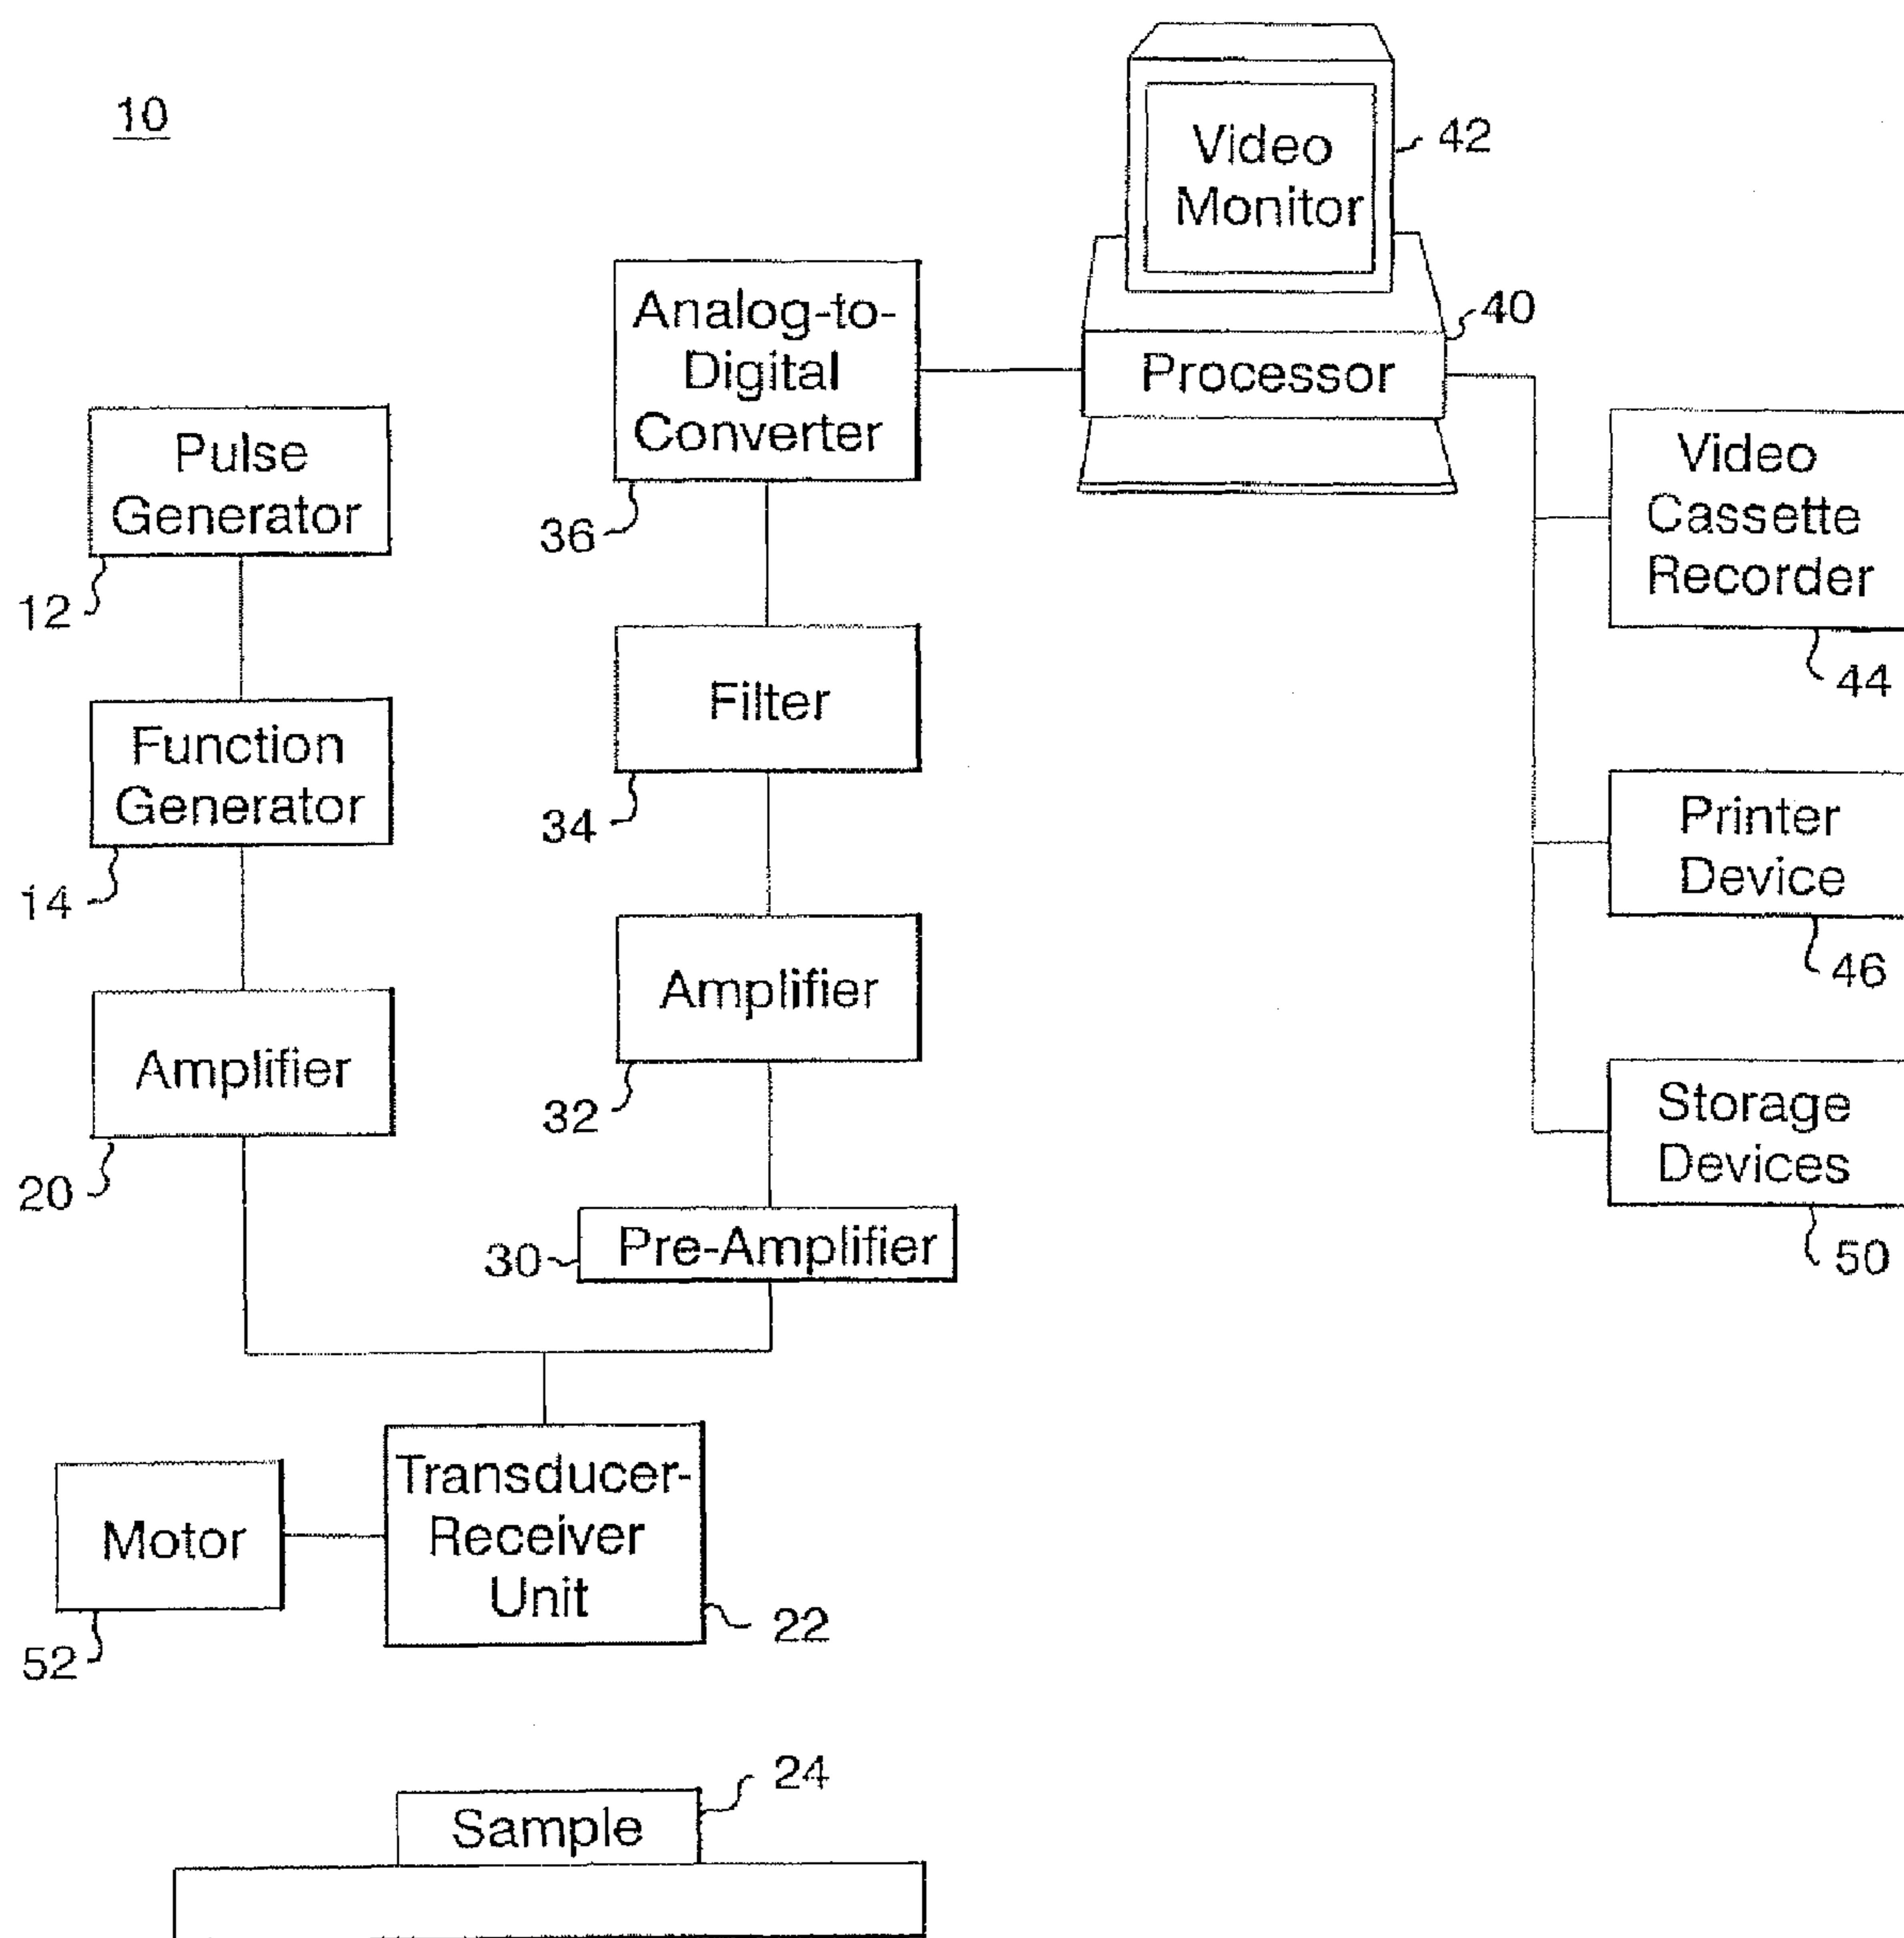 10
Video
Monitor
42
Analog-to-
Digital
Converter
36
Processor
40
Pulse
Generator
12
Video
Cassette
Recorder
44
Filter
34
Function
Generator
14
Printer
Device
46
Amplifier
32
Amplifier
20
Storage
Devices
50
30
Pre-Amplifier
Transducer-
Receiver
Unit
22
Motor
52
24
Sample